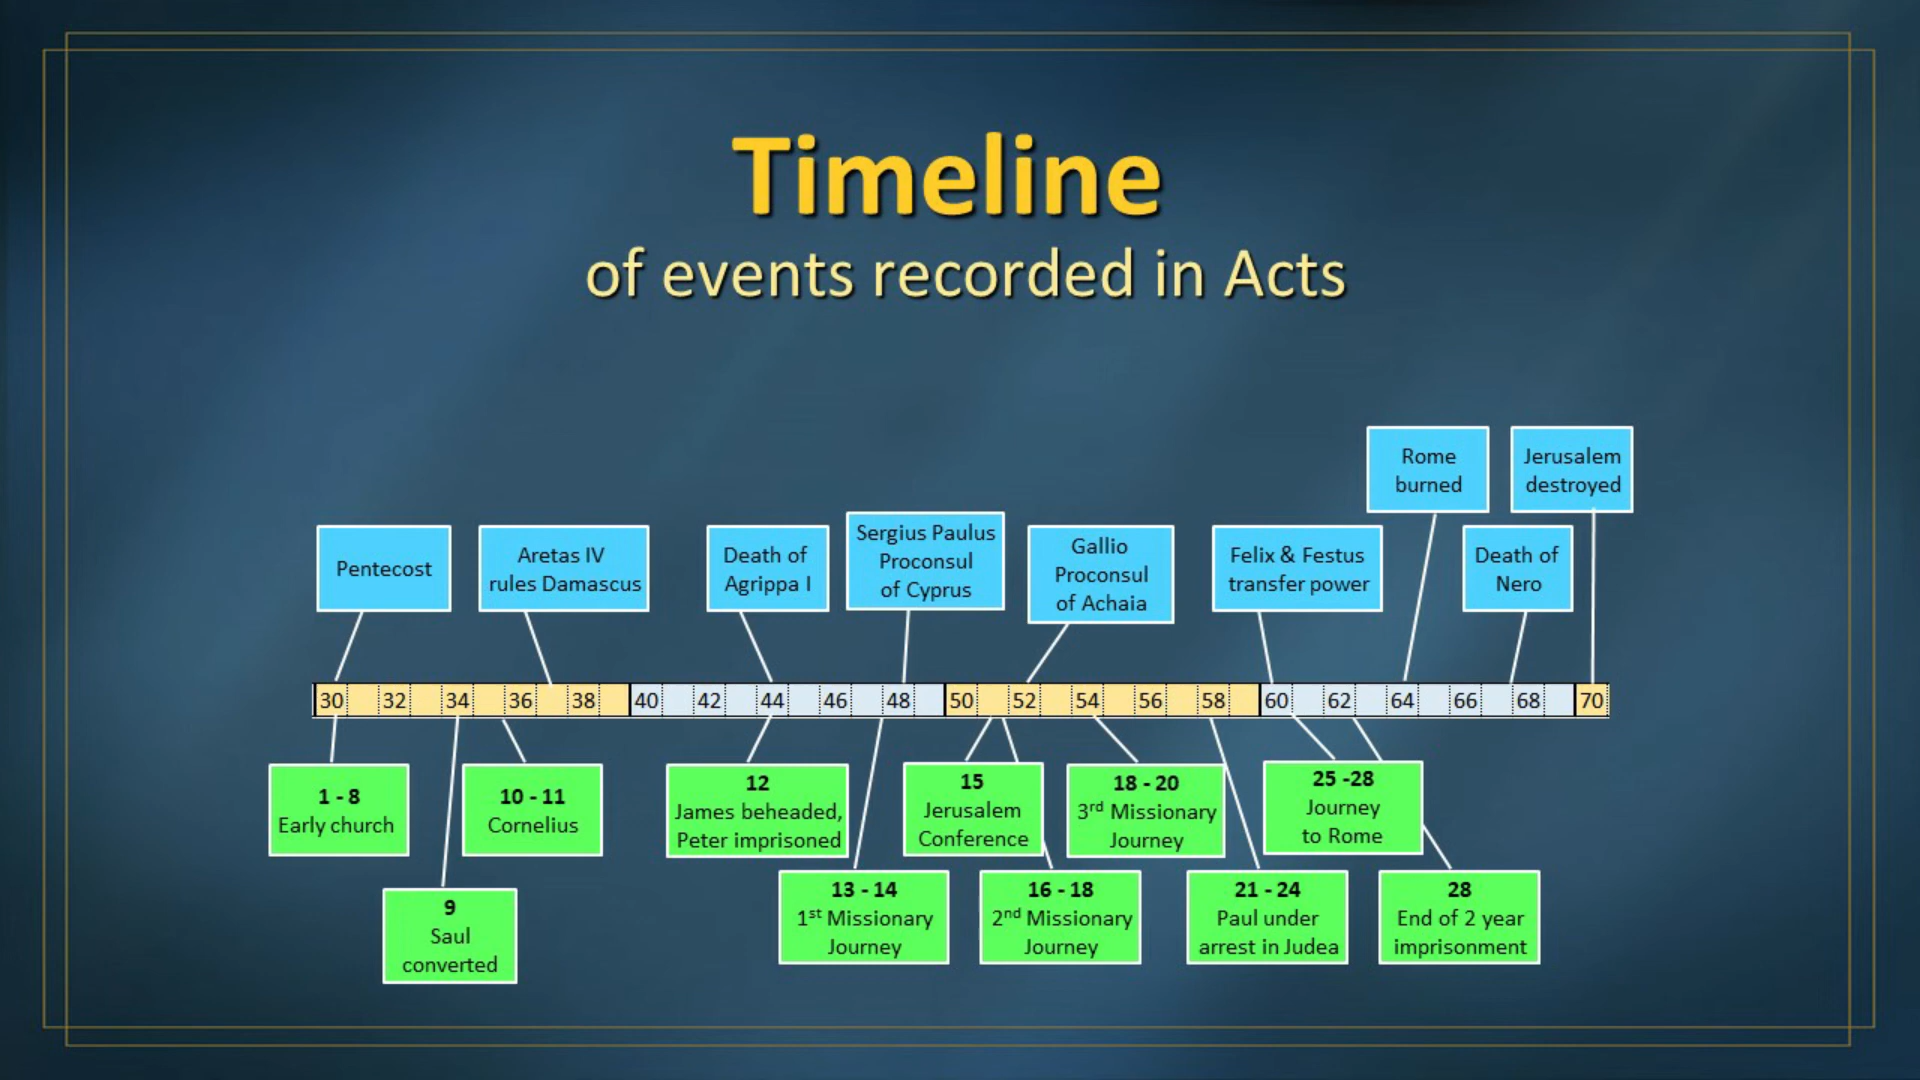 Timeline
of events recorded in Acts
Rome
burned
Jerusalem
destroyed
Pentecost
Aretas IV
rules Damascus
Death of
Agrippa I
Sergius Paulus
Proconsul
of Cyprus
Gallio
Proconsul
of Achaia
Felix & Festus
transfer power
Death of
Nero
30 32 34 36 38 40 42 44 46 48 50 52 54 56 58 60 62 64 66 68 70
1 - 8
Early church
9
Saul
converted
10 - 11
Cornelius
12
James beheaded,
Peter imprisoned
13 - 14
1st Missionary
Journey
15
Jerusalem
Conference
16 - 18
2nd Missionary
Journey
18 - 20
3rd Missionary
Journey
21 - 24
Paul under
arrest in Judea
25 -28
Journey
to Rome
28
End of 2 year
imprisonment